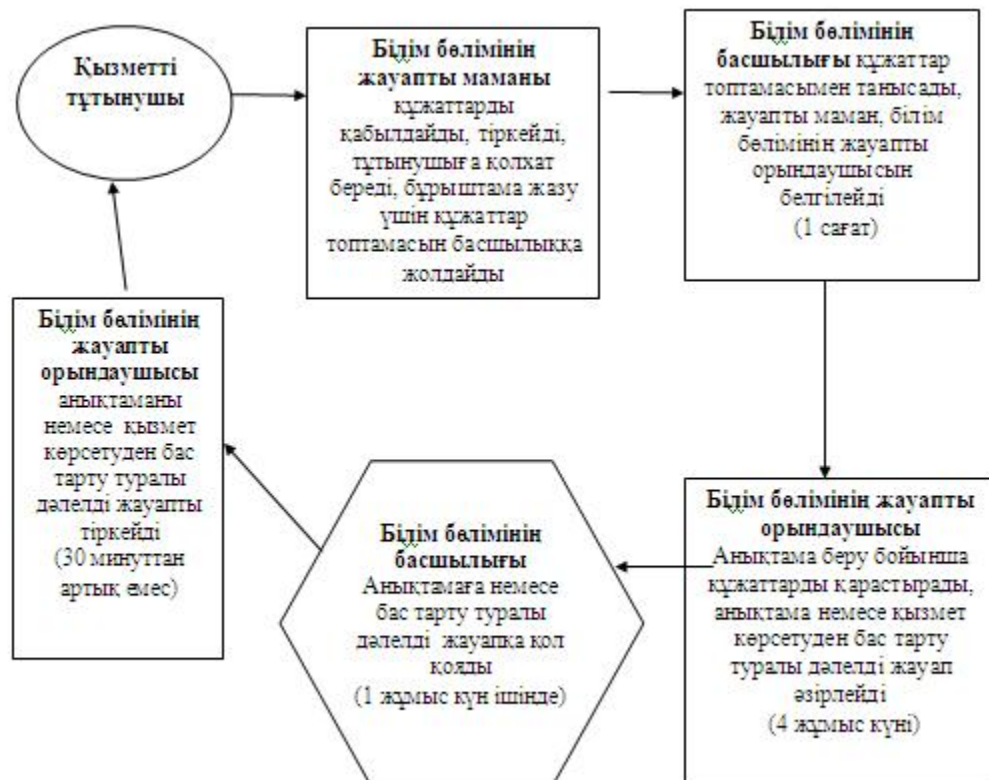 Қызметті
тұтынушы
Білім бөлімінің
жауапты маманы
құжаттарды
қабылдайды, тіркейді,
тұтынушыға қолхат
береді, бұрыштама жазу
үшін құжаттар
топтамасын басшылыққа
жолдайды
Білім бөлімінің
басшылығы құжаттар
топтамасымен танысады,
жауапты маман, білім
бөлімінің жауапты
орындаушысын
белгілейді
(1 сағат)
Білім бөлімінің жауапты
орындаушысы
Анықтама беру бойынша
құжаттарды қарастырады,
анықтама немесе қызмет
көрсетуден бас тарту
туралы дәлелді жауап
әзірлейді
(4 жұмыс күні)
Білім бөлімінің
басшылығы
Анықтамаға немесе
бас тарту туралы
дәлелді жауапқа қол
қояды
(1 жұмыс күн ішінде)
Білім бөлімінің
жауапты
орындаушысы
анықтаманы
немесе қызмет
көрсетуден бас
тарту туралы
дәлелді жауапты
тіркейді
(30 минуттан
артық емес)